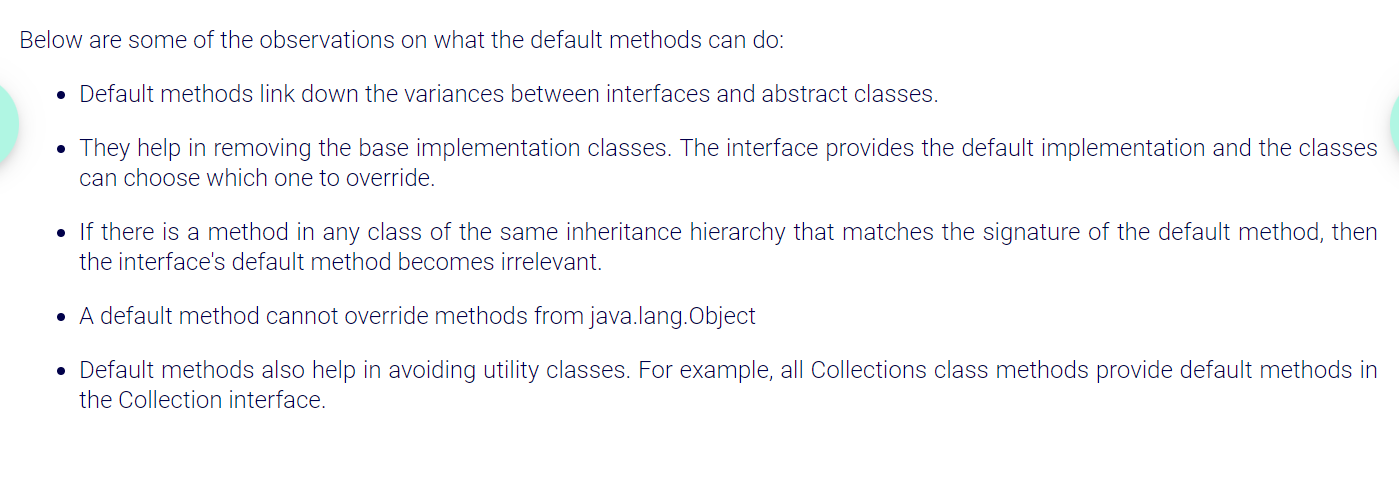 Below are some of the observations on what the default methods can do:
• Default methods link down the variances between interfaces and abstract classes.
• They help in removing the base implementation classes. The interface provides the default implementation and the classes
can choose which one to override.
• If there is a method in any class of the same inheritance hierarchy that matches the signature of the default method, then
the interface's default method becomes irrelevant.
• A default method cannot override methods from java.lang.Object
• Default methods also help in avoiding utility classes. For example, all Collections class methods provide default methods in
the Collection interface.